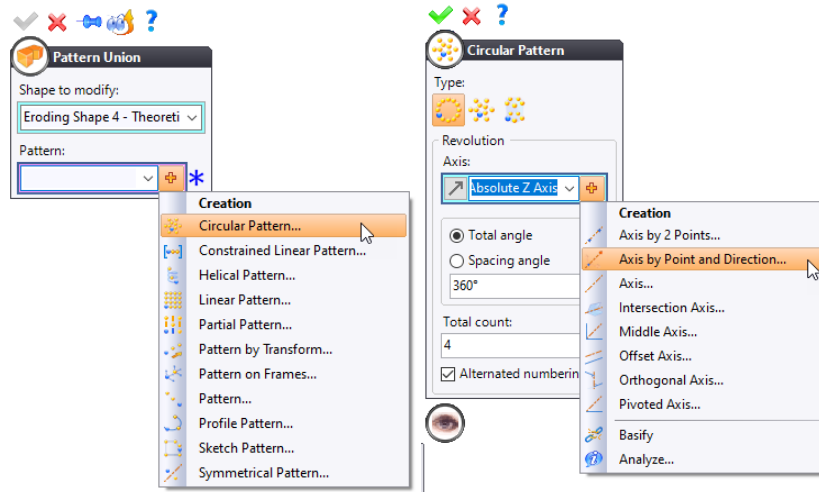 Pattern Union
Shape to modify:
Eroding Shape 4 - Theoreti
Pattern:
Creation
Circular Pattern...
Constrained Linear Pattern...
Helical Pattern...
Linear Pattern...
Partial Pattern...
Pattern by Transform...
Pattern on Frames...
Pattern...
Profile Pattern...
Sketch Pattern...
Symmetrical Pattern...
Circular Pattern
Type:
Revolution
Axis:
Absolute Z Axis
Total angle
Spacing angle
360°
Total count:
4
Alternated numberin
Creation
Axis by 2 Points...
Axis by Point and Direction...
Axis...
Intersection Axis...
Middle Axis...
Offset Axis...
Orthogonal Axis...
Pivoted Axis...
Basify
Analyze...